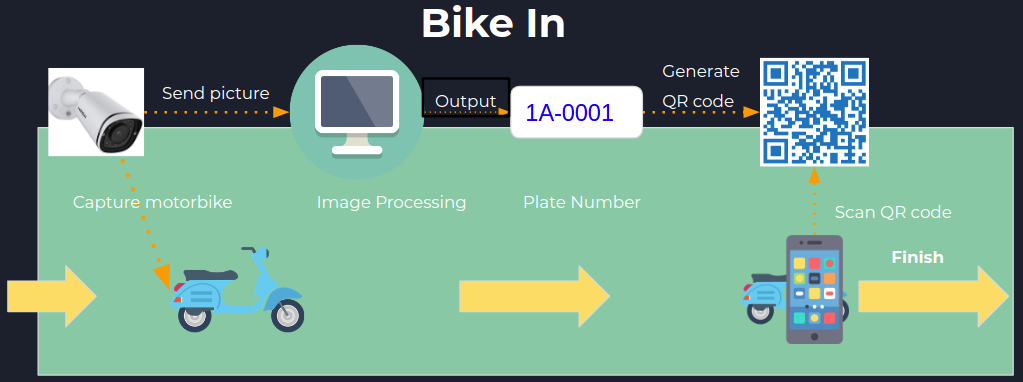 Bike In
Send picture
Output
1A-0001
Generate
QR code
Capture motorbike
Image Processing
Plate Number
Scan QR code
Finish